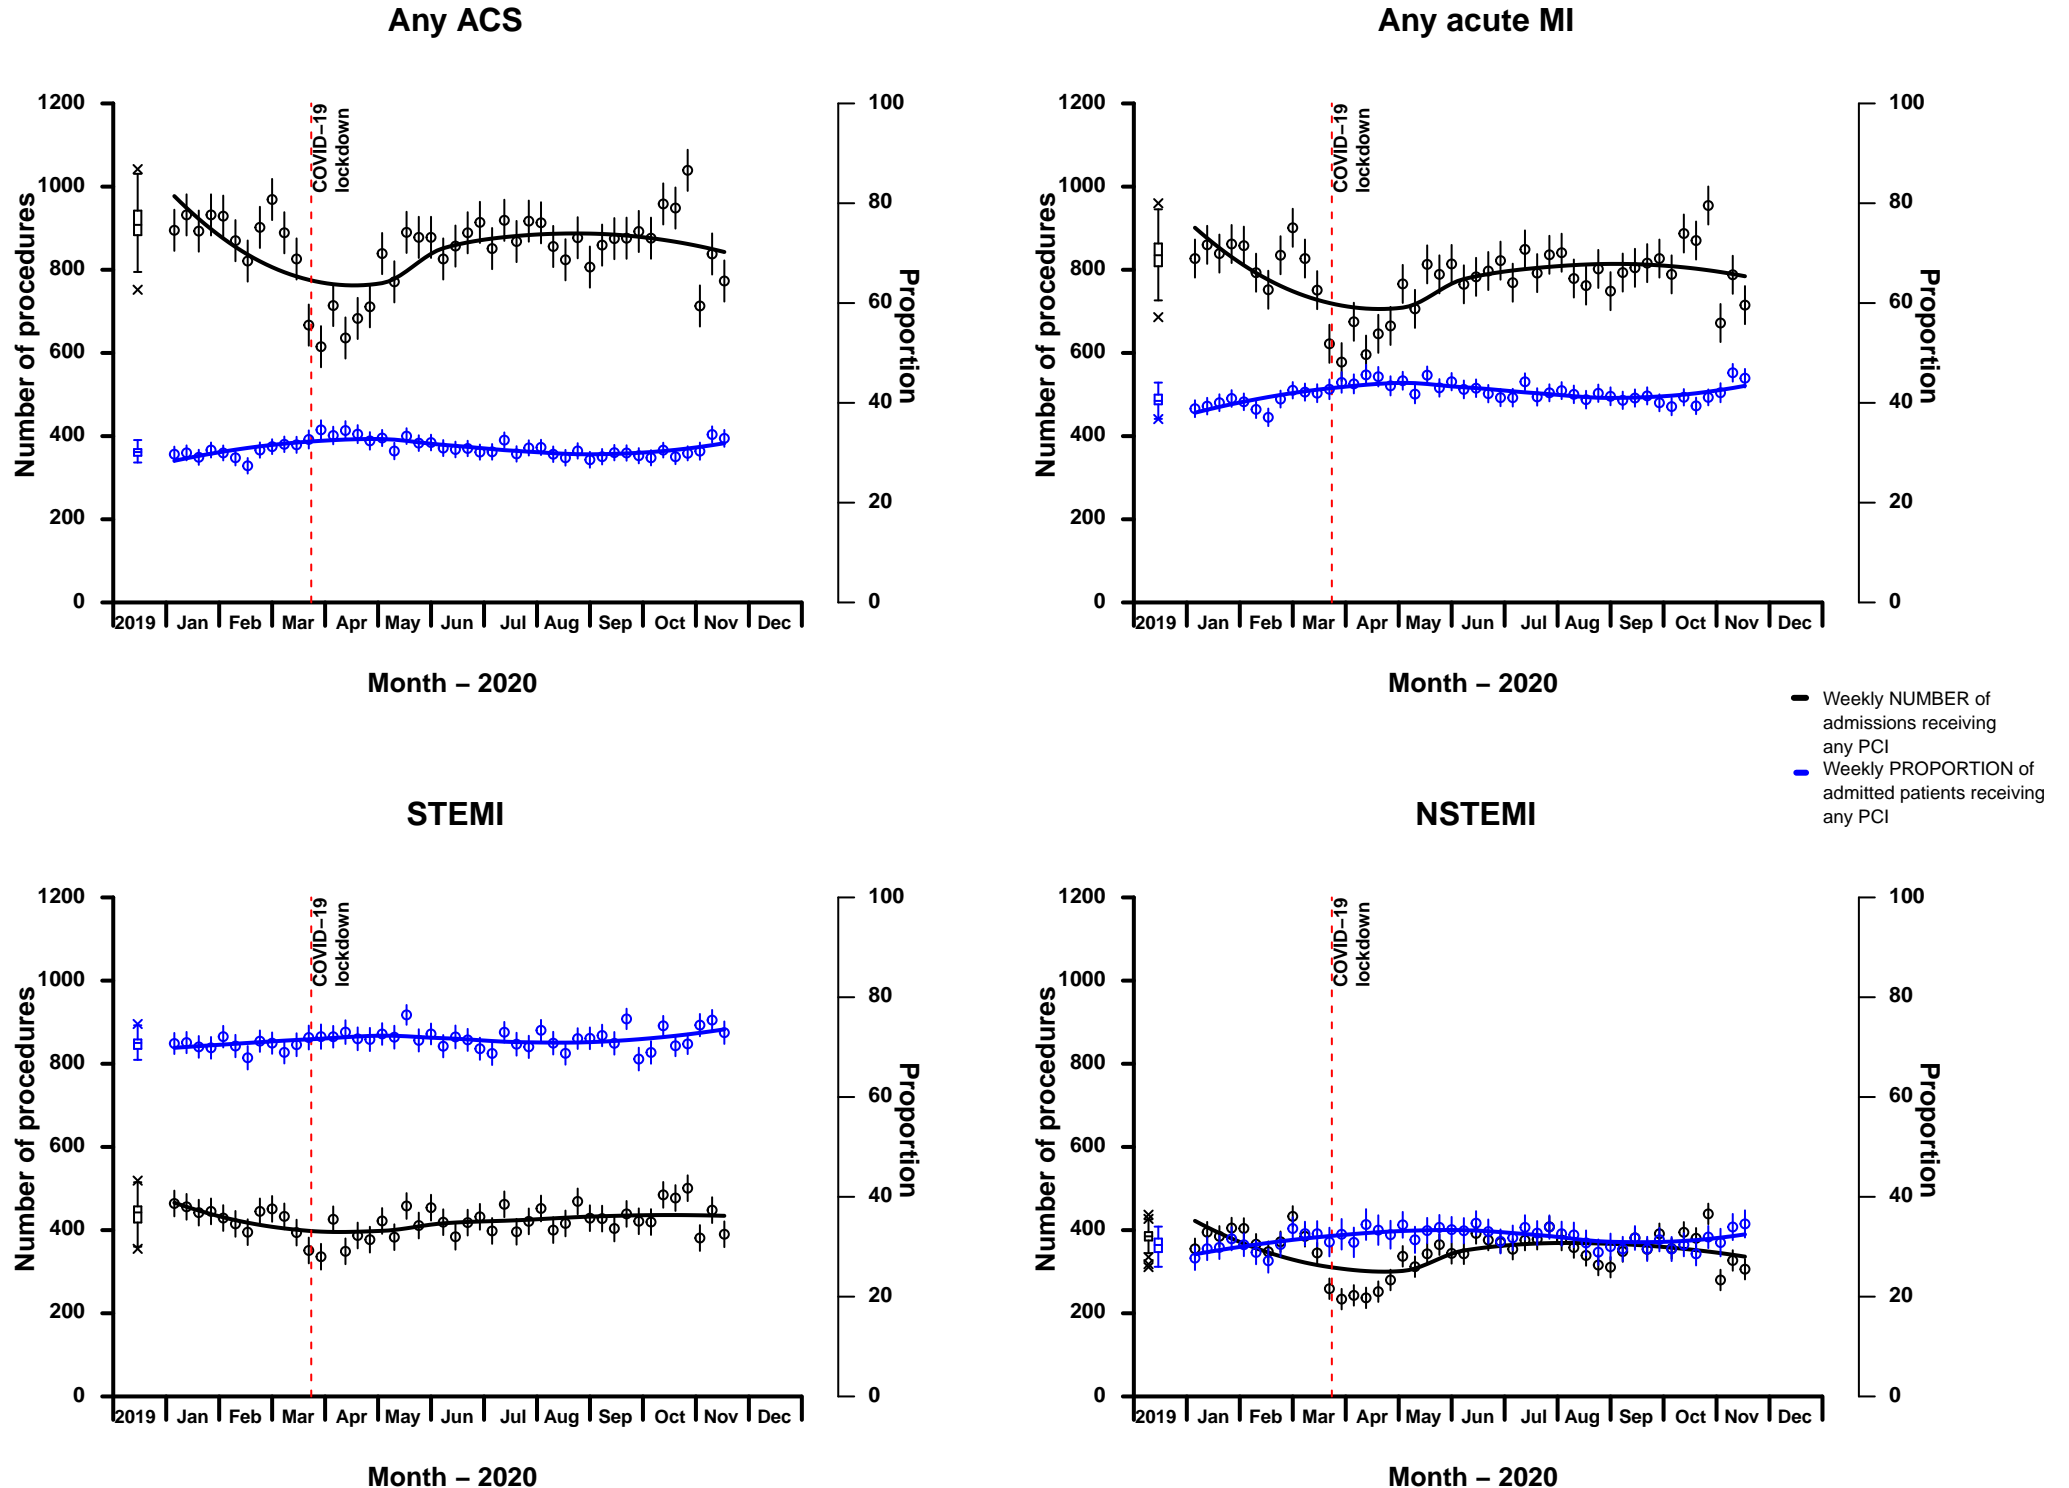 Any ACS
Any acute MI
1200
1000
800
600
400
200
0
Number of procedures
COVID–19
lockdown
100
80
60
40
20
0
Proportion
2019 Jan Feb Mar Apr May Jun Jul Aug Sep Oct Nov Dec
Month – 2020
1200
1000
800
600
400
200
0
Number of procedures
COVID–19
lockdown
100
80
60
40
20
0
Proportion
2019 Jan Feb Mar Apr May Jun Jul Aug Sep Oct Nov Dec
Month – 2020
Weekly NUMBER of
admissions receiving
any PCI
Weekly PROPORTION of
admitted patients receiving
any PCI
STEMI
NSTEMI
1200
1000
800
600
400
200
0
Number of procedures
COVID–19
lockdown
100
80
60
40
20
0
Proportion
2019 Jan Feb Mar Apr May Jun Jul Aug Sep Oct Nov Dec
Month – 2020
1200
1000
800
600
400
200
0
Number of procedures
COVID–19
lockdown
100
80
60
40
20
0
Proportion
2019 Jan Feb Mar Apr May Jun Jul Aug Sep Oct Nov Dec
Month – 2020